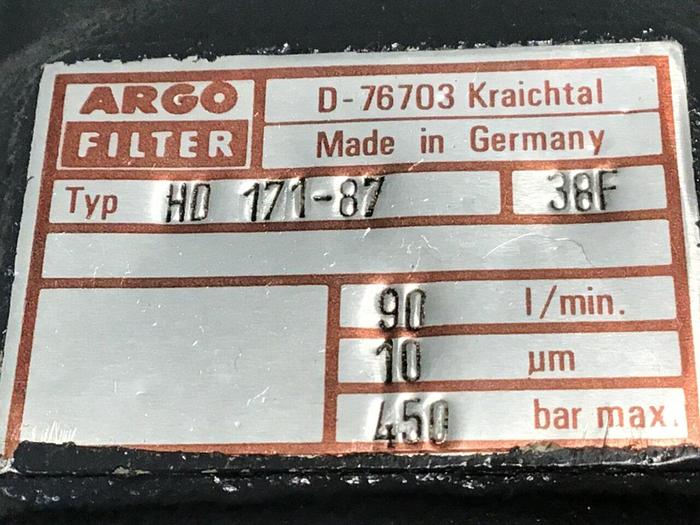 ARGO
FILTER
D-76703 Kraichtal
Made in Germany
Typ HD 171-87 38F
90 l/min.
10 µm
450 bar max.